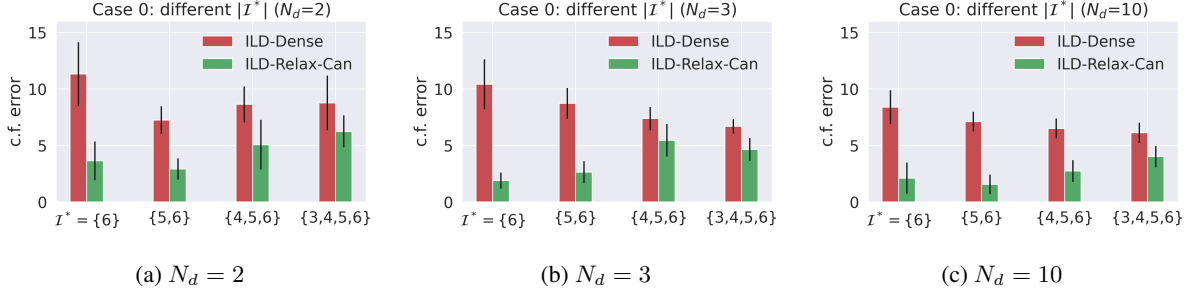 Case 0: different |𝓘*| (N_d=2)
15
10
5
0
c.f. error
ILD-Dense
ILD-Relax-Can
𝓘* = {6} {5,6} {4,5,6} {3,4,5,6}
(a) N_d = 2
Case 0: different |𝓘*| (N_d=3)
15
10
5
0
c.f. error
ILD-Dense
ILD-Relax-Can
𝓘* = {6} {5,6} {4,5,6} {3,4,5,6}
(b) N_d = 3
Case 0: different |𝓘*| (N_d=10)
15
10
5
0
c.f. error
ILD-Dense
ILD-Relax-Can
𝓘* = {6} {5,6} {4,5,6} {3,4,5,6}
(c) N_d = 10